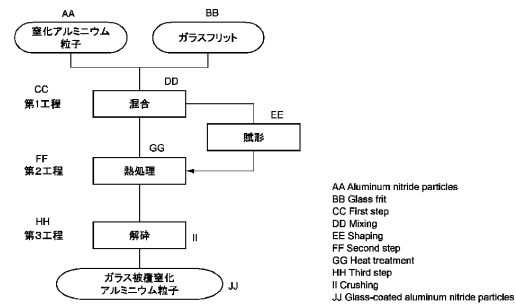 AA
BB
窒化アルミニウム
粒子
ガラスフリット
CC
DD
第1工程
混合
EE
賦形
FF
GG
第2工程
熱処理
HH
第3工程
解砕
II
ガラス被覆窒化
アルミニウム粒子
JJ
AA Aluminum nitride particles
BB Glass frit
CC First step
DD Mixing
EE Shaping
FF Second step
GG Heat treatment
HH Third step
II Crushing
JJ Glass-coated aluminum nitride particles